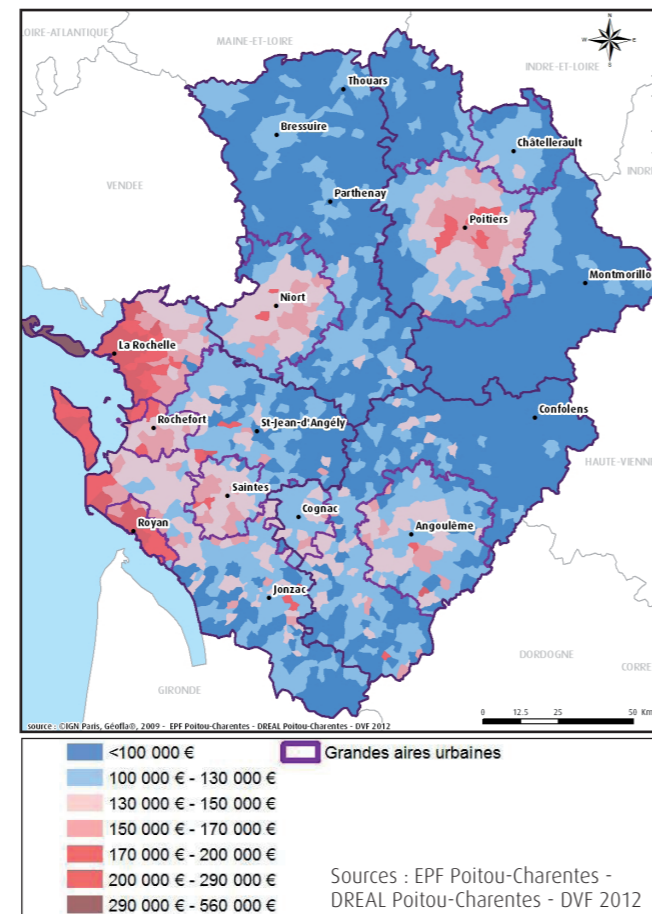 LOIRE-ATLANTIQUE
MAINE-ET-LOIRE
N
W
E
S
INDRE-ET-LOIRE
Thouars
Bressuire
Châtellerault
INDRE
VENDEE
Parthenay
Poitiers
Montmorillo
Niort
La Rochelle
Rochefort
St-Jean-d'Angély
Confolens
HAUTE-VIENNE
Saintes
Cognac
Angoulême
Royan
Jonzac
DORDOGNE
CORRE
GIRONDE
0 12.5 25 50 Km
source : ©IGN Paris, Géofla®, 2009 - EPF Poitou-Charentes - DREAL Poitou-Charentes - DVF 2012
<100 000 €
Grandes aires urbaines
100 000 € - 130 000 €
130 000 € - 150 000 €
150 000 € - 170 000 €
170 000 € - 200 000 €
200 000 € - 290 000 €
290 000 € - 560 000 €
Sources : EPF Poitou-Charentes -
DREAL Poitou-Charentes - DVF 2012